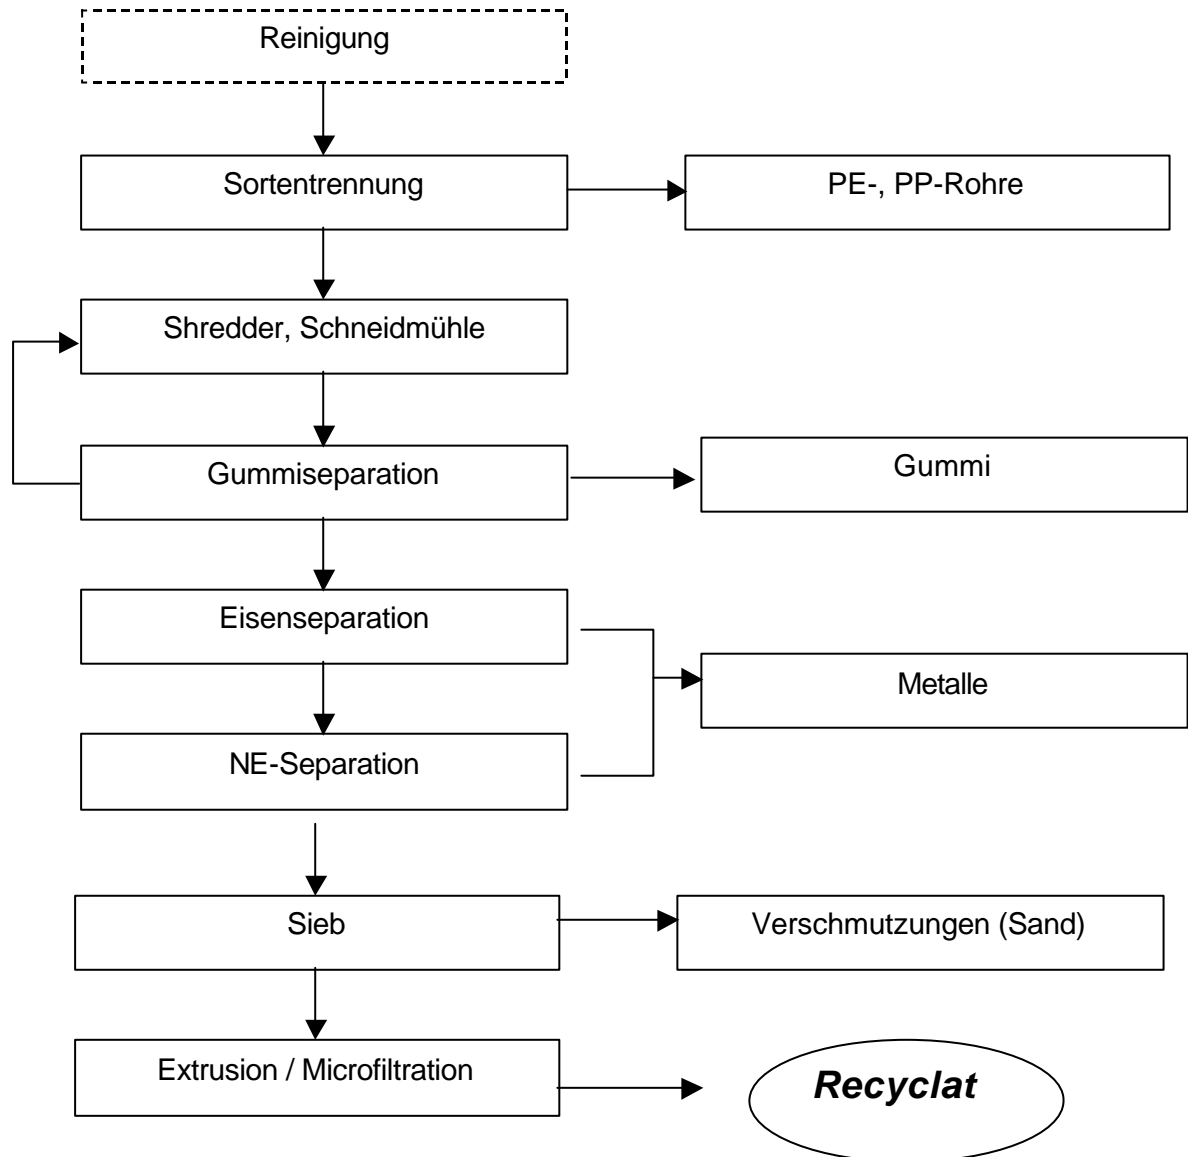 Reinigung
Sortentrennung
PE-, PP-Rohre
Shredder, Schneidmühle
Gummiseparation
Gummi
Eisenseparation
Metalle
NE-Separation
Sieb
Verschmutzungen (Sand)
Extrusion / Microfiltration
Recyclat